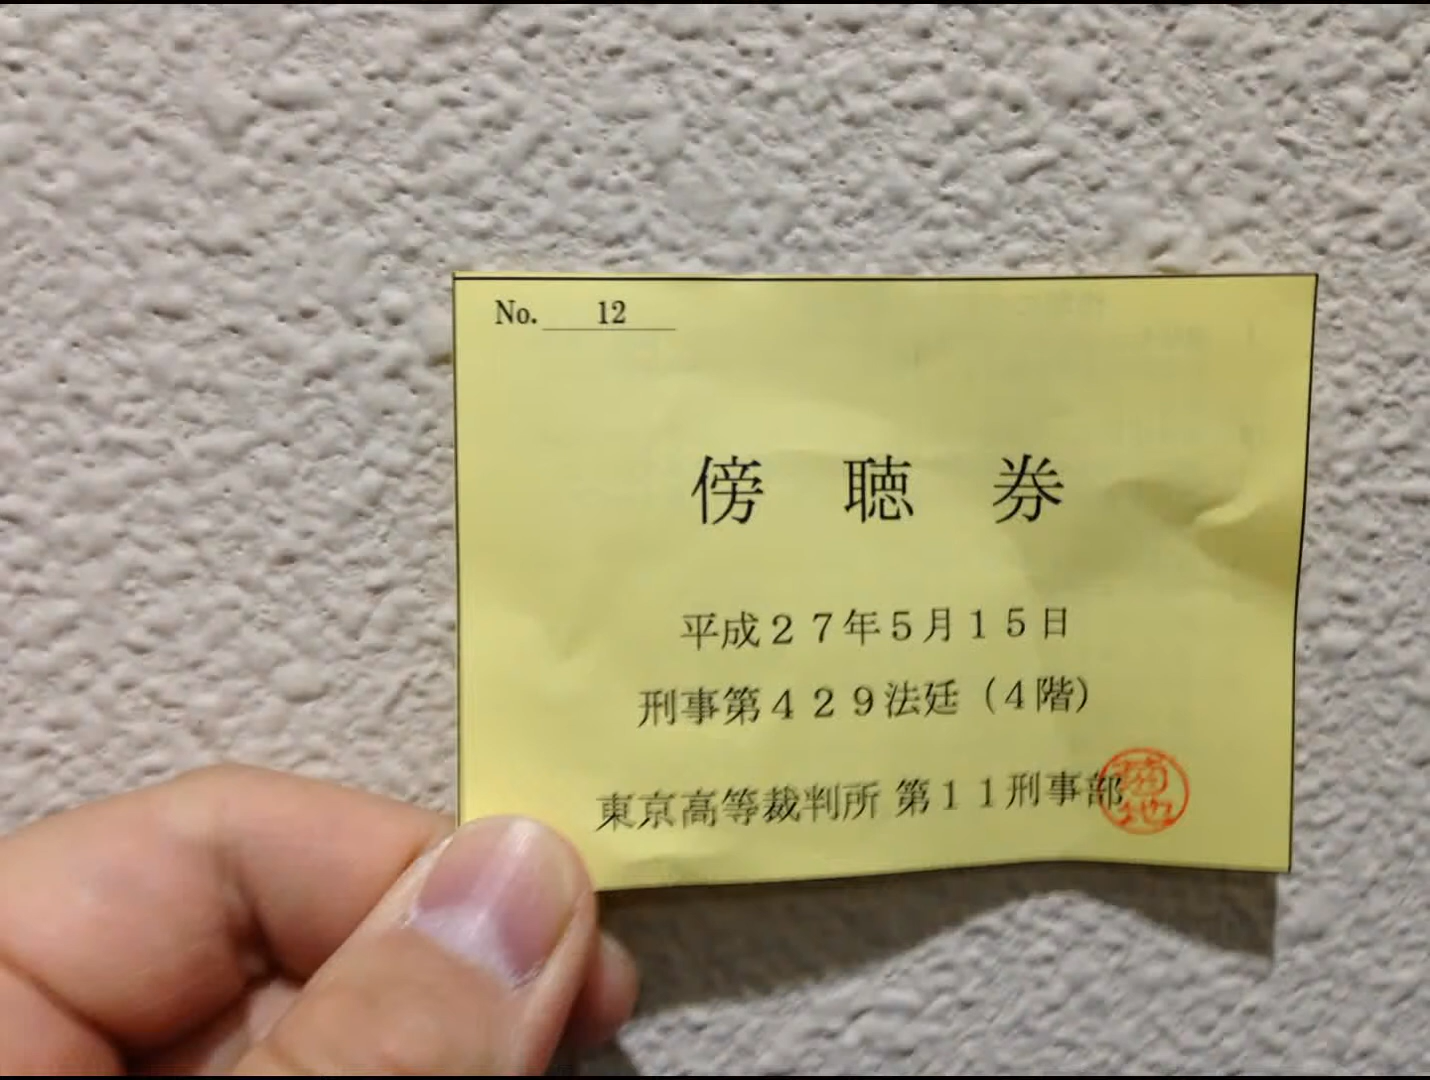 No. 12
傍聴券
平成27年5月15日
刑事第429法廷(4階)
東京高等裁判所 第11刑事部